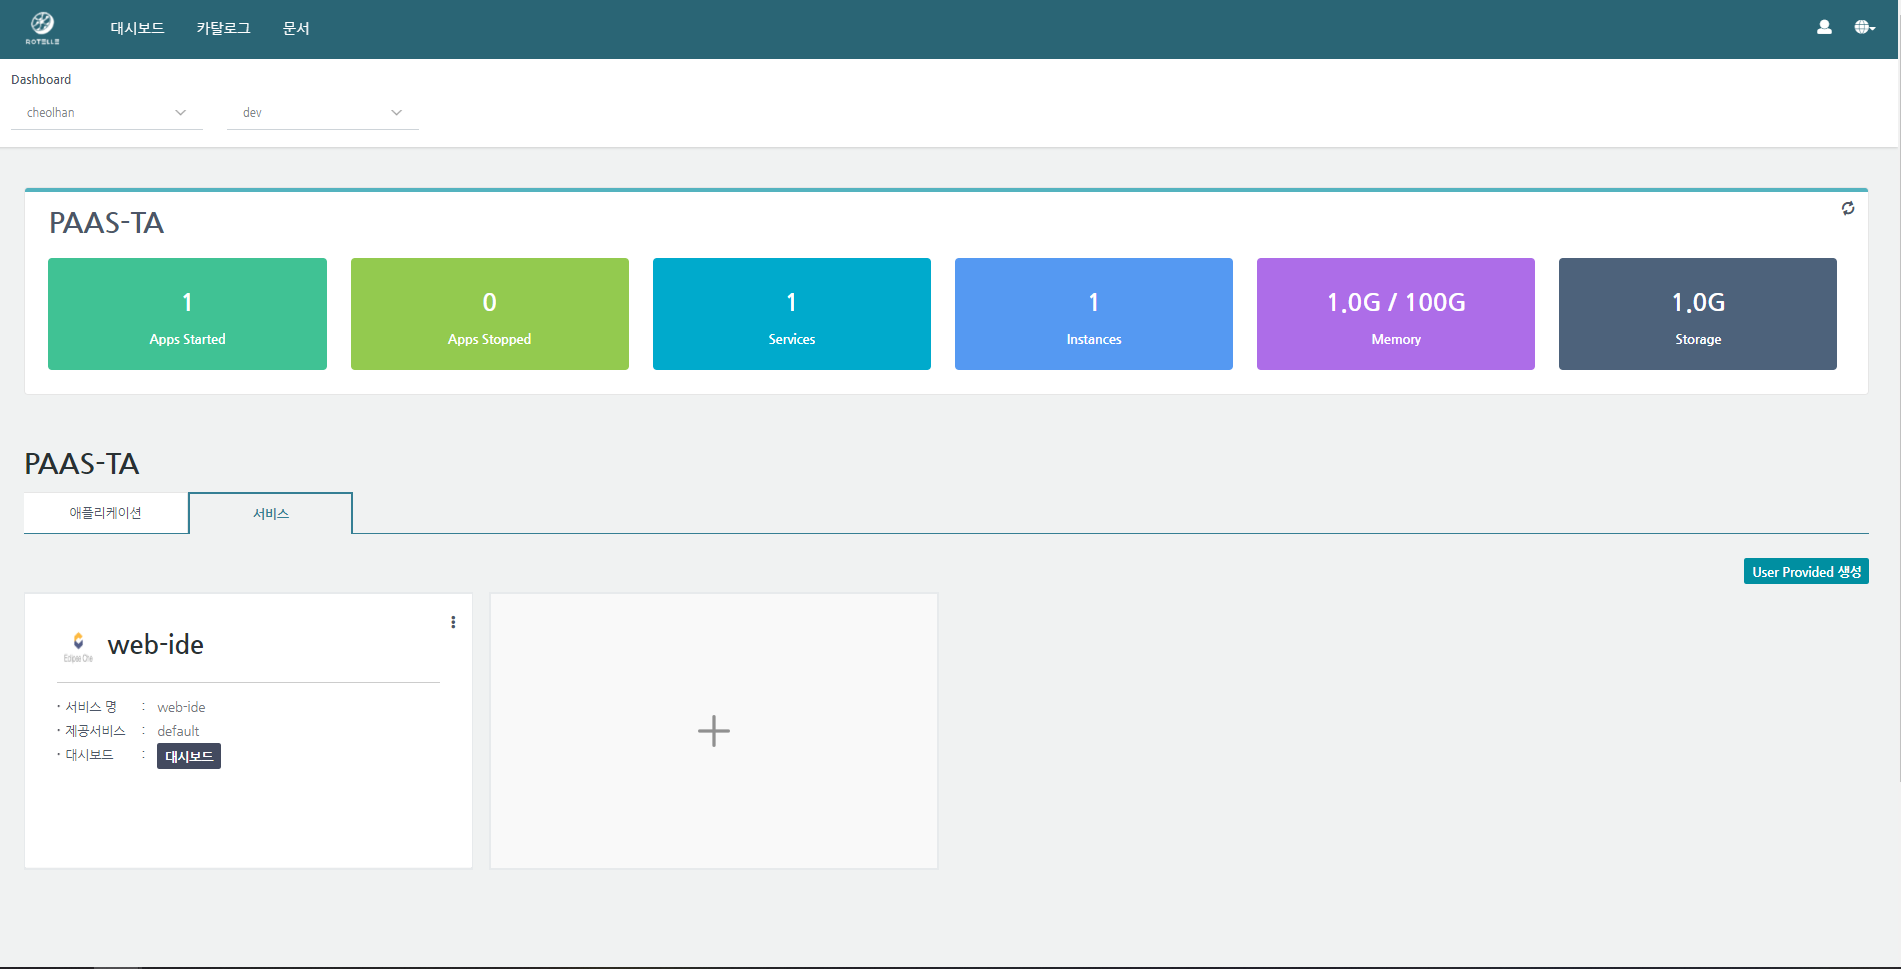 ROTELLE
대시보드 카탈로그 문서
Dashboard
cheolhan dev
PAAS-TA
1 0 1 1 1.0G / 100G 1.0G
Apps Started Apps Stopped Services Instances Memory Storage
PAAS-TA
애플리케이션 서비스
User Provided 생성
Eclipse Che
web-ide
· 서비스 명 : web-ide
· 제공서비스 : default
· 대시보드 : 대시보드